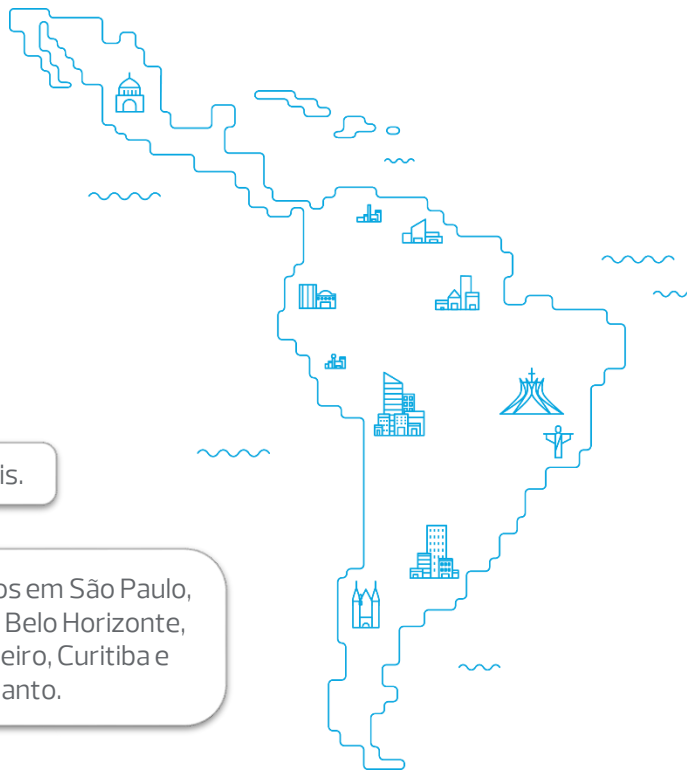 is.
os em São Paulo,
Belo Horizonte,
eiro, Curitiba e
anto.